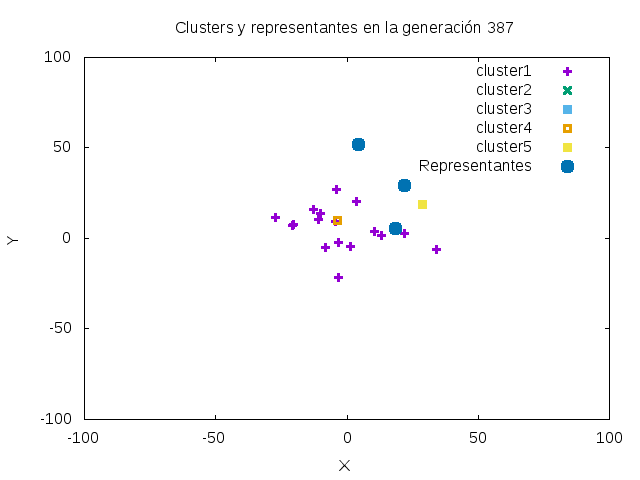 Clusters y representantes en la generación 387
100
50
0
-50
-100
-100
-50
0
50
100
X
Y
cluster1
cluster2
cluster3
cluster4
cluster5
Representantes